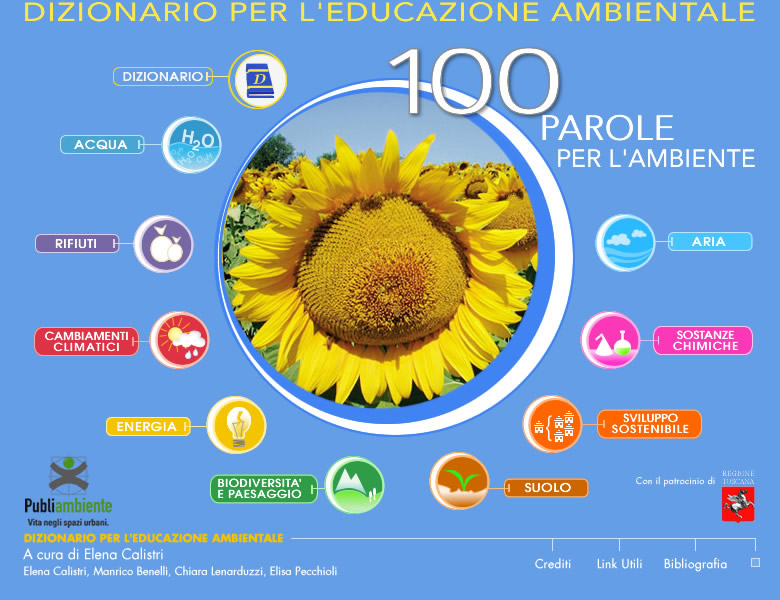 DIZIONARIO PER L'EDUCAZIONE AMBIENTALE
100
PAROLE
PER L'AMBIENTE
DIZIONARIO
D
ACQUA
H2O
RIFIUTI
ARIA
CAMBIAMENTI
CLIMATICI
SOSTANZE
CHIMICHE
ENERGIA
SVILUPPO
SOSTENIBILE
BIODIVERSITA'
E PAESAGGIO
SUOLO
Con il patrocinio di
REGIONE
TOSCANA
Publiambiente
Vita negli spazi urbani.
DIZIONARIO PER L'EDUCAZIONE AMBIENTALE
A cura di Elena Calistri
Elena Calistri, Manrico Benelli, Chiara Lenarduzzi, Elisa Pecchioli
Crediti
Link Utili
Bibliografia